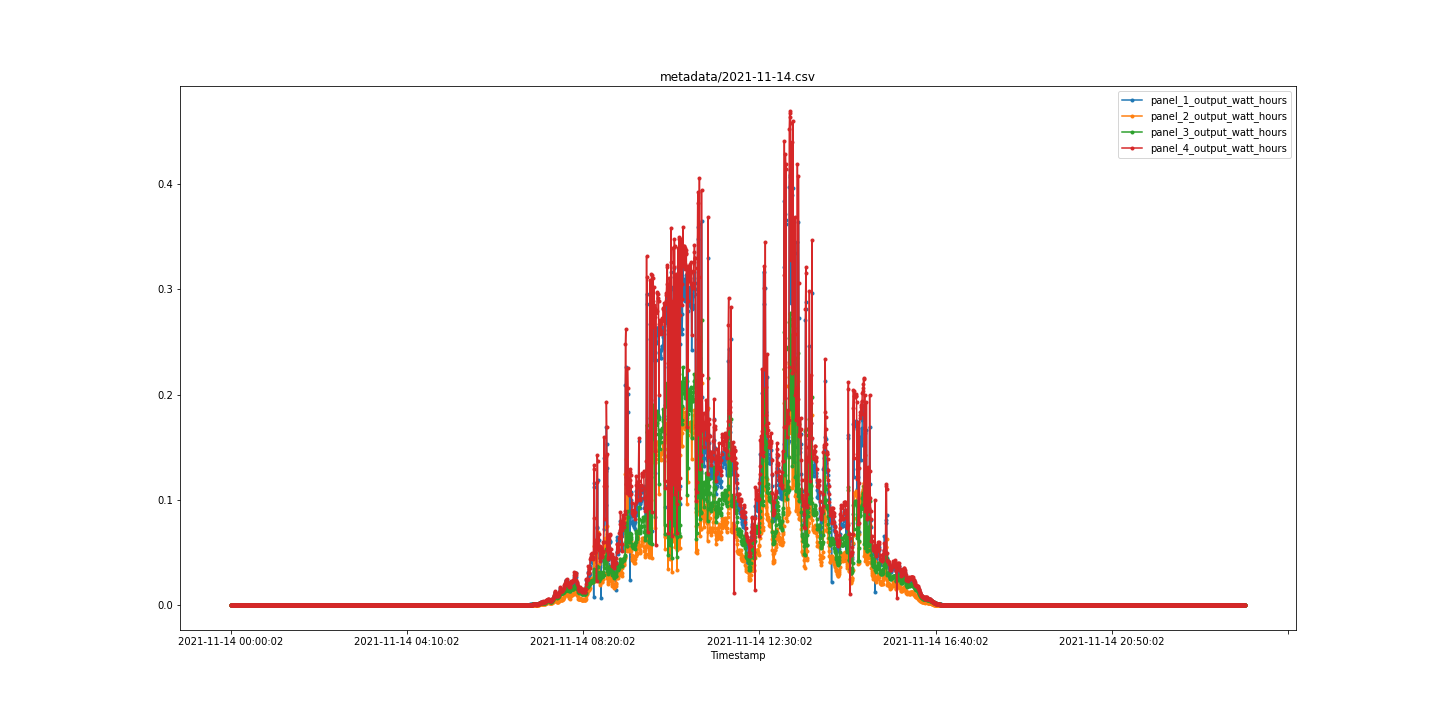 metadata/2021-11-14.csv
panel_1_output_watt_hours
panel_2_output_watt_hours
panel_3_output_watt_hours
panel_4_output_watt_hours
0.4
0.3
0.2
0.1
0.0
2021-11-14 00:00:02 2021-11-14 04:10:02 2021-11-14 08:20:02 2021-11-14 12:30:02 2021-11-14 16:40:02 2021-11-14 20:50:02
Timestamp